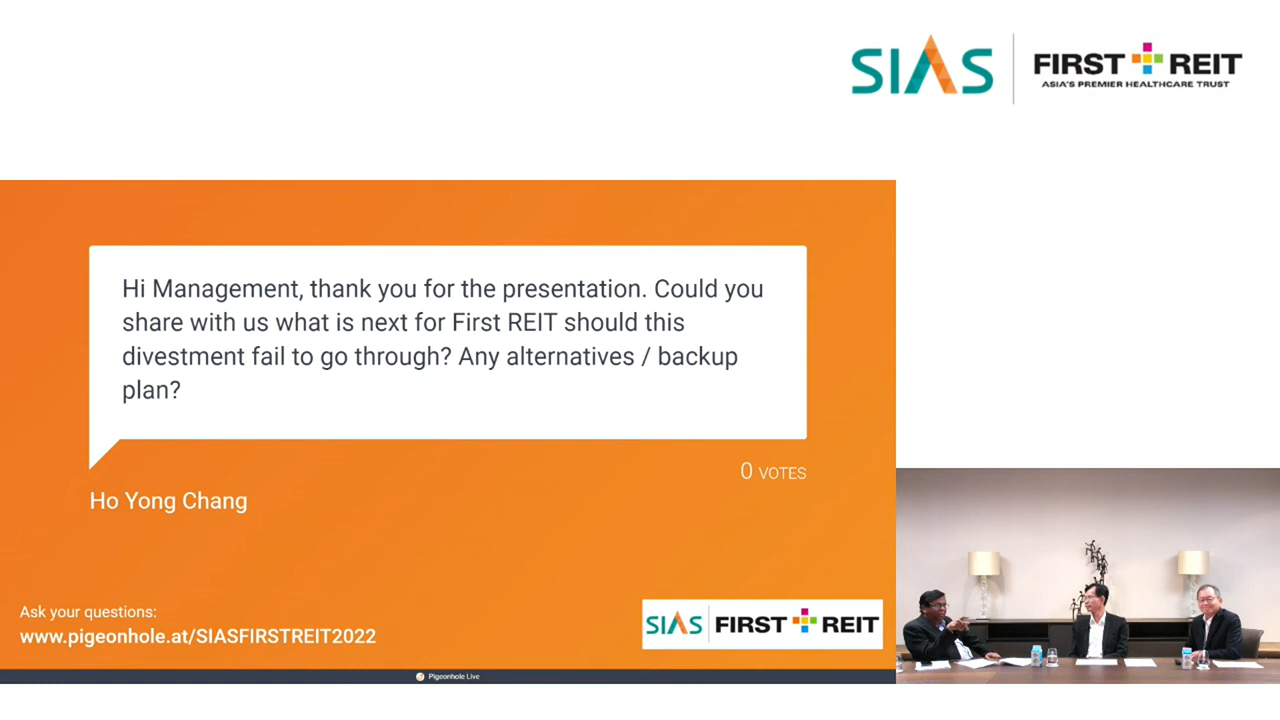 SIAS
FIRST REIT
ASIA'S PREMIER HEALTHCARE TRUST
Hi Management, thank you for the presentation. Could you
share with us what is next for First REIT should this
divestment fail to go through? Any alternatives / backup
plan?
0 VOTES
Ho Yong Chang
Ask your questions:
www.pigeonhole.at/SIASFIRSTREIT2022
SIAS FIRST REIT
Pigeonhole Live